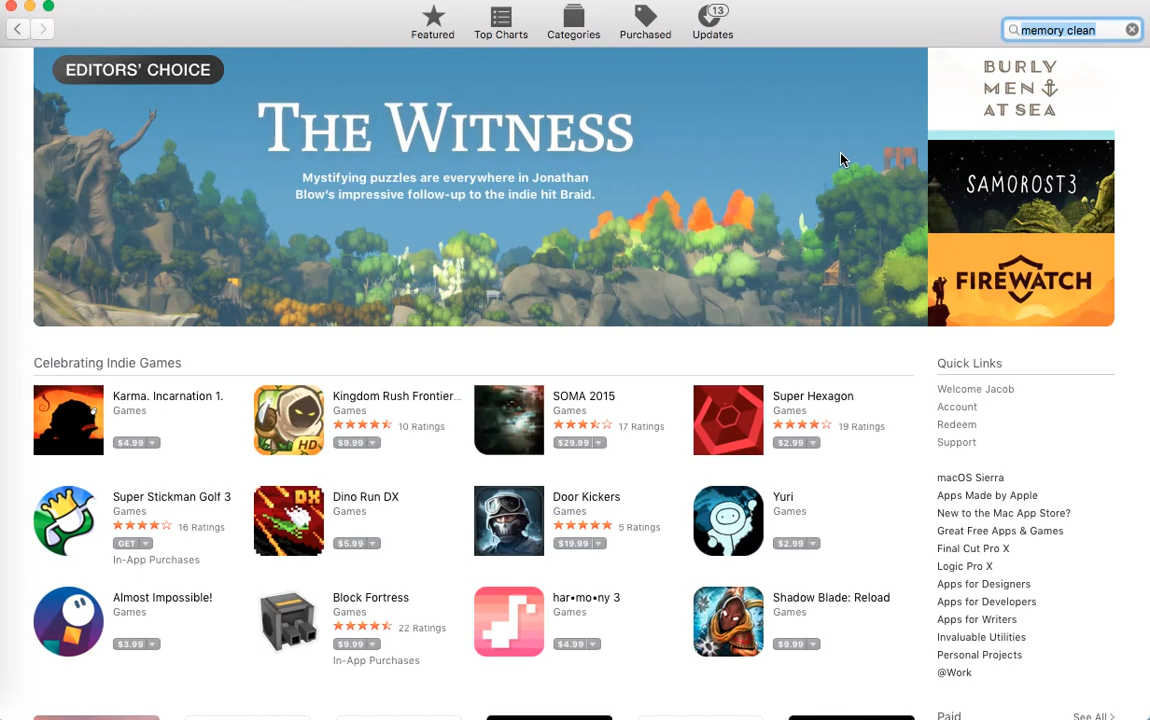 Featured
Top Charts
Categories
Purchased
13
Updates
memory clean
EDITORS' CHOICE
THE WITNESS
Mystifying puzzles are everywhere in Jonathan
Blow's impressive follow-up to the indie hit Braid.
BURLY
MEN
AT SEA
SAMOROST3
FIREWATCH
Celebrating Indie Games
Karma. Incarnation 1.
Games
$4.99
Kingdom Rush Frontier...
Games
10 Ratings
$9.99
HD
SOMA 2015
Games
17 Ratings
$29.99
Super Hexagon
Games
19 Ratings
$2.99
Super Stickman Golf 3
Games
16 Ratings
GET
In-App Purchases
DX
Dino Run DX
Games
$5.99
Door Kickers
Games
5 Ratings
$19.99
Yuri
Games
$2.99
Almost Impossible!
Games
$3.99
Block Fortress
Games
22 Ratings
$9.99
In-App Purchases
har•mo•ny 3
Games
$4.99
Shadow Blade: Reload
Games
$9.99
Quick Links
Welcome Jacob
Account
Redeem
Support
macOS Sierra
Apps Made by Apple
New to the Mac App Store?
Great Free Apps & Games
Final Cut Pro X
Logic Pro X
Apps for Designers
Apps for Developers
Apps for Writers
Invaluable Utilities
Personal Projects
@Work
Paid
See All >